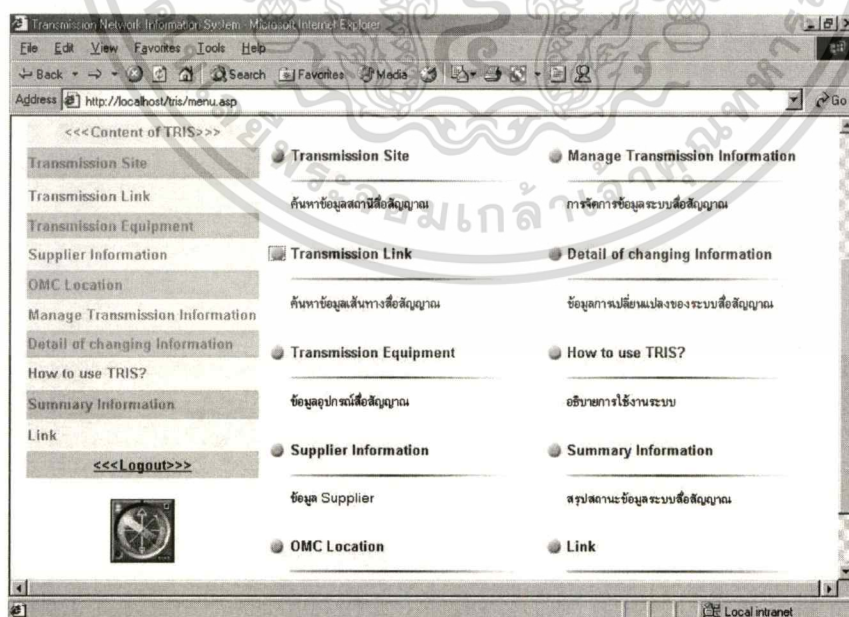 Transmission Network Information System - Microsoft Internet Explorer
File Edit View Favorites Tools Help
Back Search Favorites Media
Address http://localhost/tris/menu.asp Go
<<<Content of TRIS>>>
Transmission Site
Transmission Link
Transmission Equipment
Supplier Information
OMC Location
Manage Transmission Information
Detail of changing Information
How to use TRIS?
Summary Information
Link
<<<Logout>>>
Transmission Site
ค้นหาข้อมูลสถานีสื่อสัญญาณ
Transmission Link
ค้นหาข้อมูลเส้นทางสื่อสัญญาณ
Transmission Equipment
ข้อมูลอุปกรณ์สื่อสัญญาณ
Supplier Information
ข้อมูล Supplier
OMC Location
Manage Transmission Information
การจัดการข้อมูลระบบสื่อสัญญาณ
Detail of changing Information
ข้อมูลการเปลี่ยนแปลงของระบบสื่อสัญญาณ
How to use TRIS?
อธิบายการใช้งานระบบ
Summary Information
สรุปสถานะข้อมูลระบบสื่อสัญญาณ
Link
Local intranet